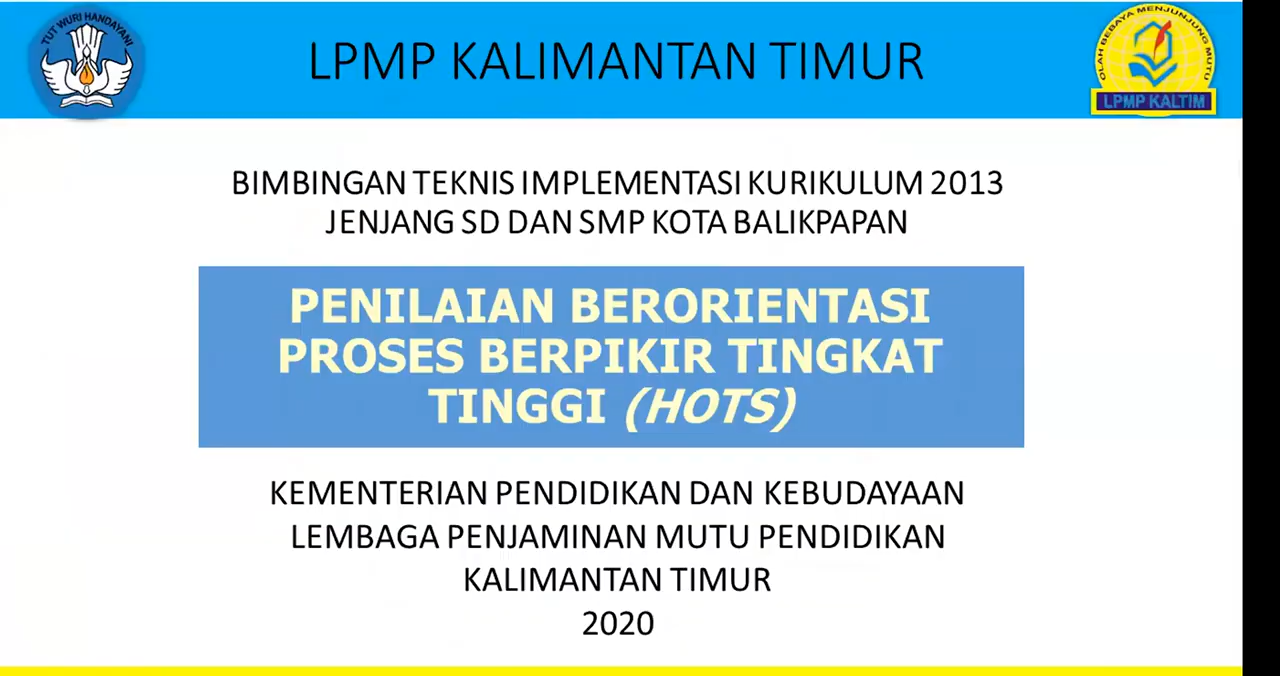 TUT WURI HANDAYANI
LPMP KALIMANTAN TIMUR
OLAH BEBAYA MENJUNJUNG MUTU
LPMP KALTIM
BIMBINGAN TEKNIS IMPLEMENTASI KURIKULUM 2013
JENJANG SD DAN SMP KOTA BALIKPAPAN
PENILAIAN BERORIENTASI
PROSES BERPIKIR TINGKAT
TINGGI (HOTS)
KEMENTERIAN PENDIDIKAN DAN KEBUDAYAAN
LEMBAGA PENJAMINAN MUTU PENDIDIKAN
KALIMANTAN TIMUR
2020